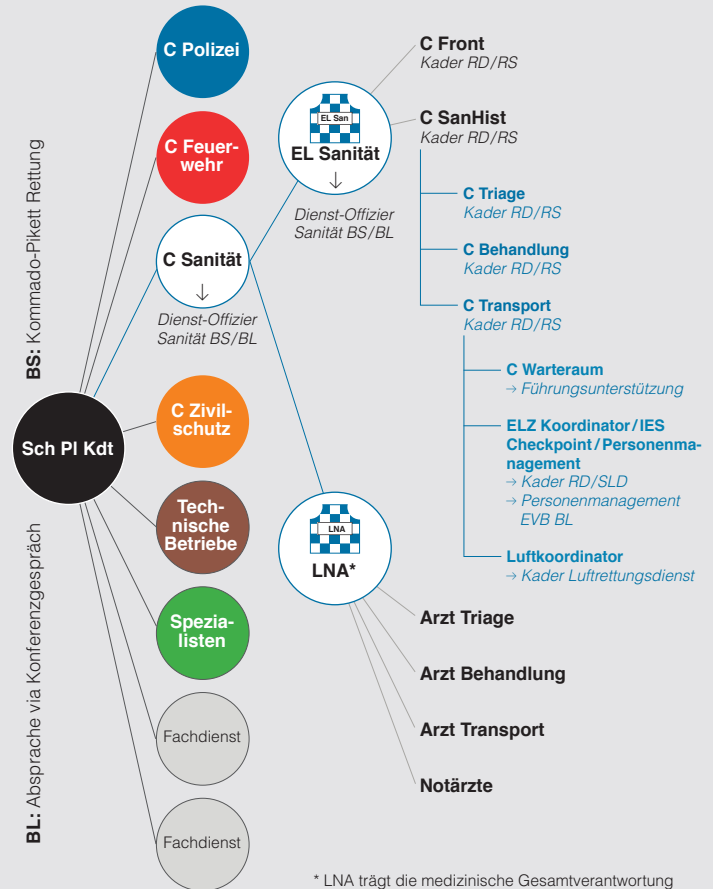 BS: Kommado-Pikett Rettung
BL: Absprache via Konferenzgespräch
Sch Pl Kdt
C Polizei
C Feuer-
wehr
C Sanität
↓
Dienst-Offizier
Sanität BS/BL
C Zivil-
schutz
Tech-
nische
Betriebe
Spezia-
listen
Fachdienst
Fachdienst
EL San
EL Sanität
↓
Dienst-Offizier
Sanität BS/BL
C Front
Kader RD/RS
C SanHist
Kader RD/RS
C Triage
Kader RD/RS
C Behandlung
Kader RD/RS
C Transport
Kader RD/RS
C Warteraum
→ Führungsunterstützung
ELZ Koordinator/IES
Checkpoint/Personenma-
nagement
→ Kader RD/SLD
→ Personenmanagement
EVB BL
Luftkoordinator
→ Kader Luftrettungsdienst
LNA
LNA*
Arzt Triage
Arzt Behandlung
Arzt Transport
Notärzte
* LNA trägt die medizinische Gesamtverantwortung